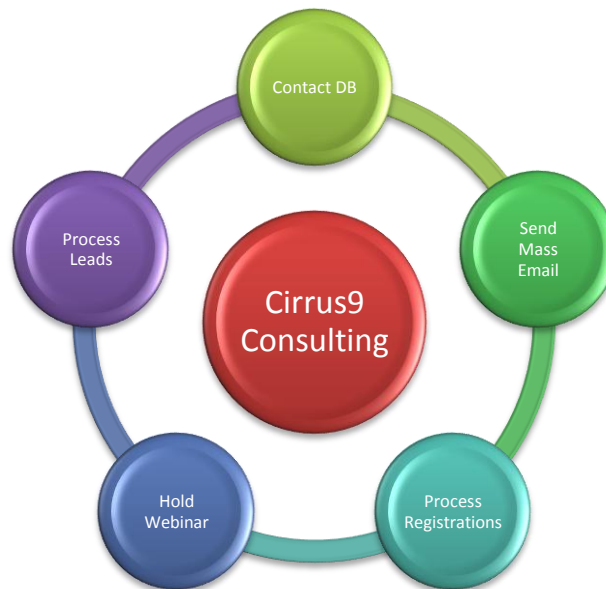 Contact DB
Send
Mass
Email
Process
Registrations
Hold
Webinar
Process
Leads
Cirrus9
Consulting